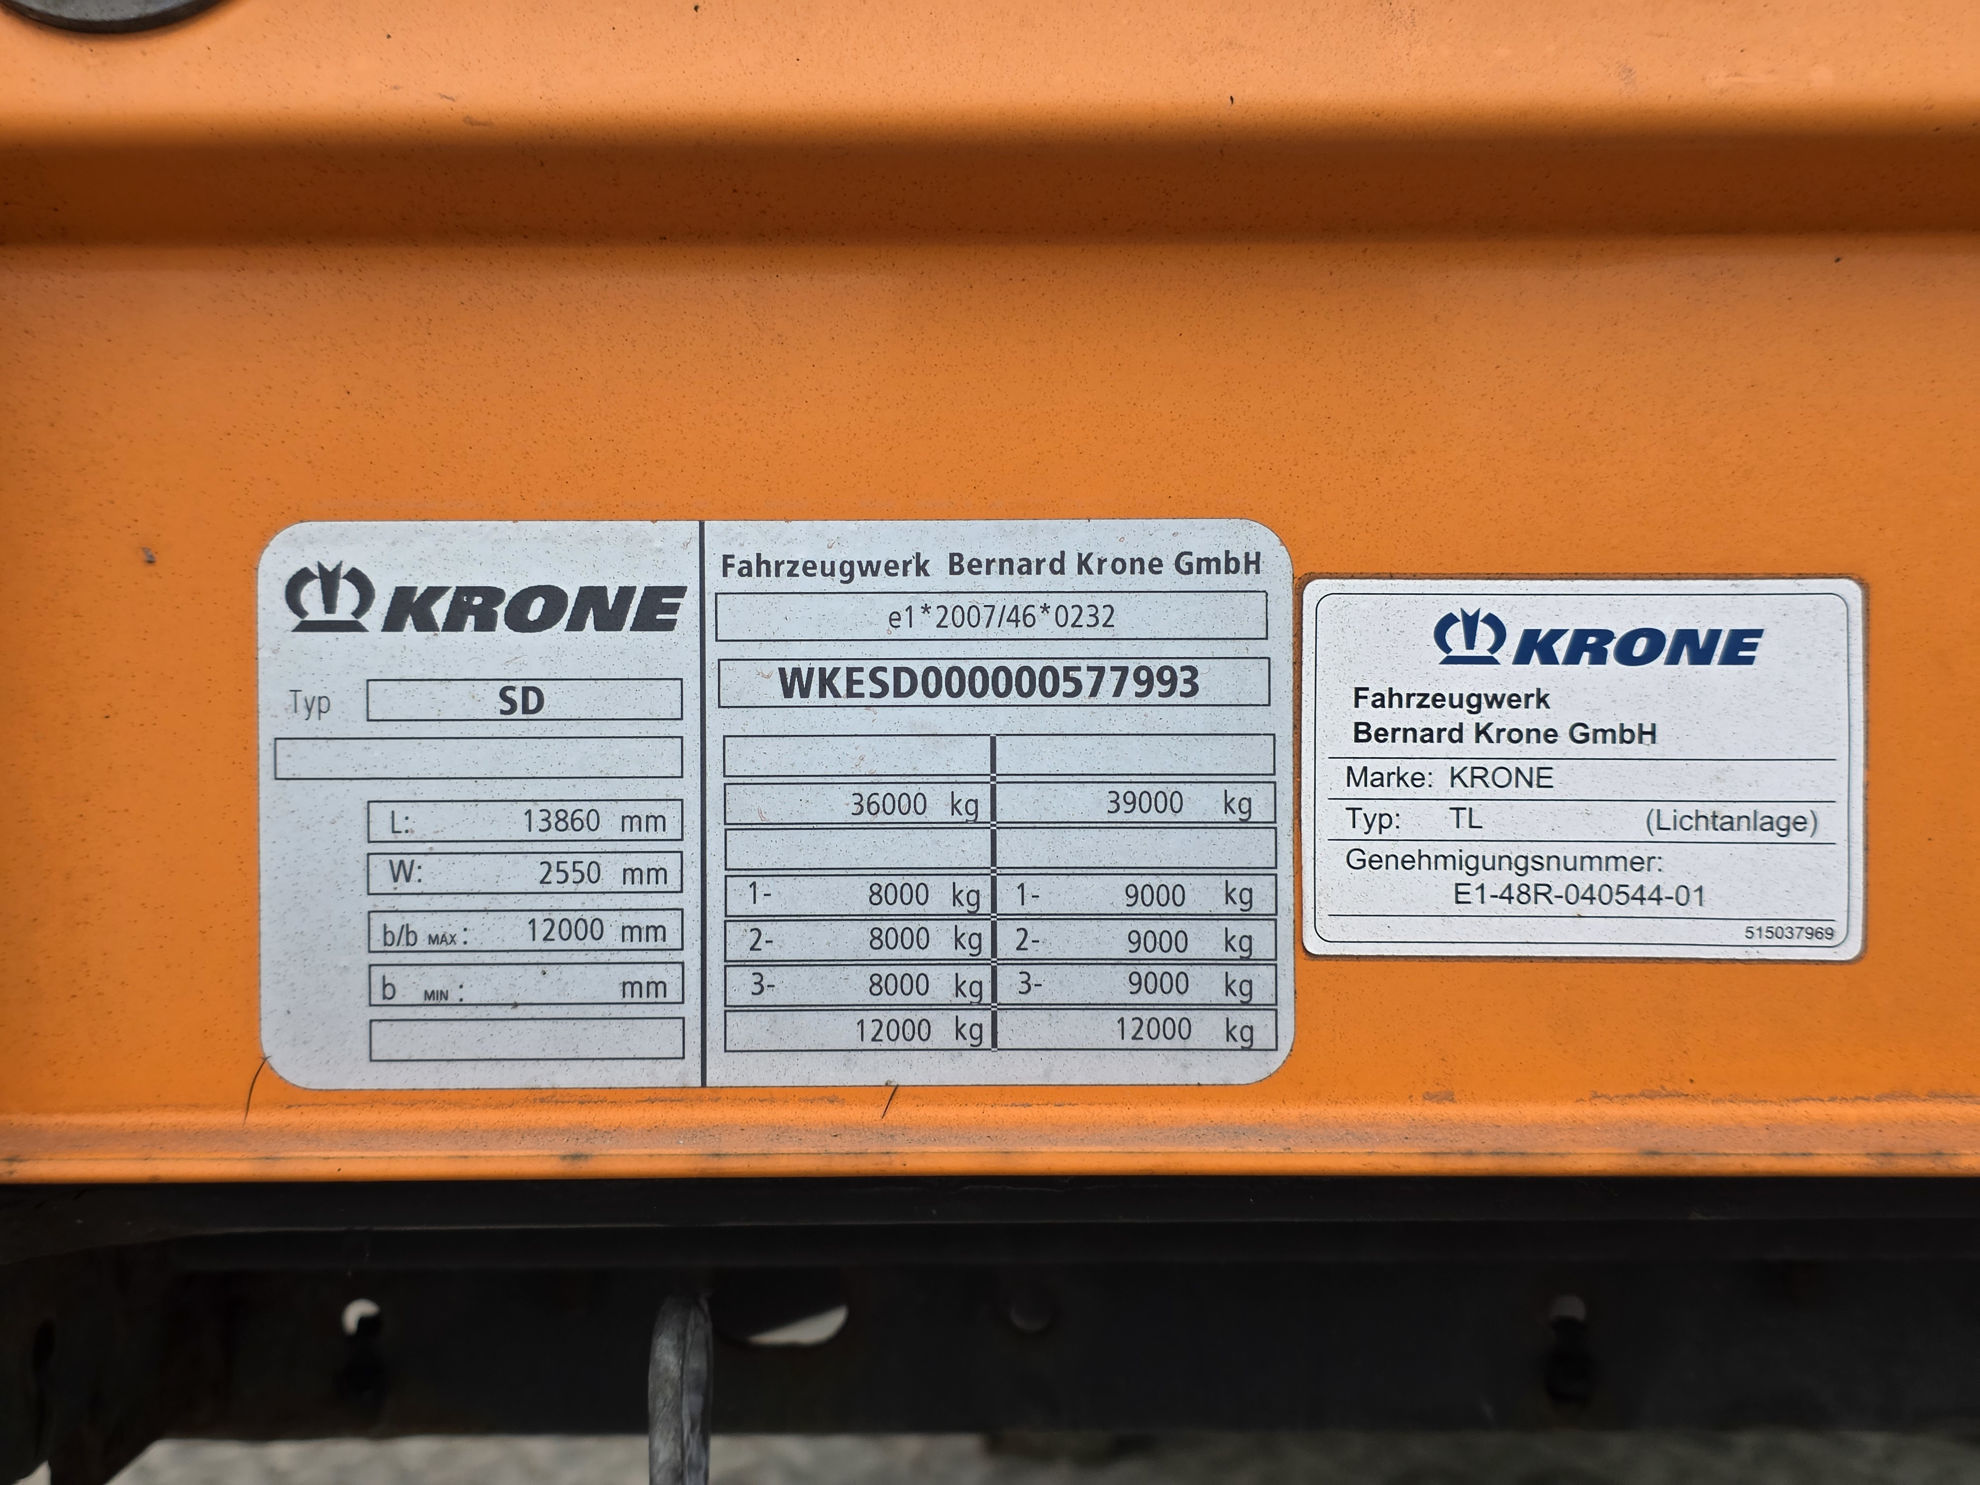 KRONE
Typ SD
L: 13860 mm
W: 2550 mm
b/b MAX : 12000 mm
b MIN : mm
Fahrzeugwerk Bernard Krone GmbH
e1*2007/46*0232
WKESD000000577993
36000 kg 39000 kg
1- 8000 kg 1- 9000 kg
2- 8000 kg 2- 9000 kg
3- 8000 kg 3- 9000 kg
12000 kg 12000 kg
KRONE
Fahrzeugwerk
Bernard Krone GmbH
Marke: KRONE
Typ: TL (Lichtanlage)
Genehmigungsnummer:
E1-48R-040544-01
515037969